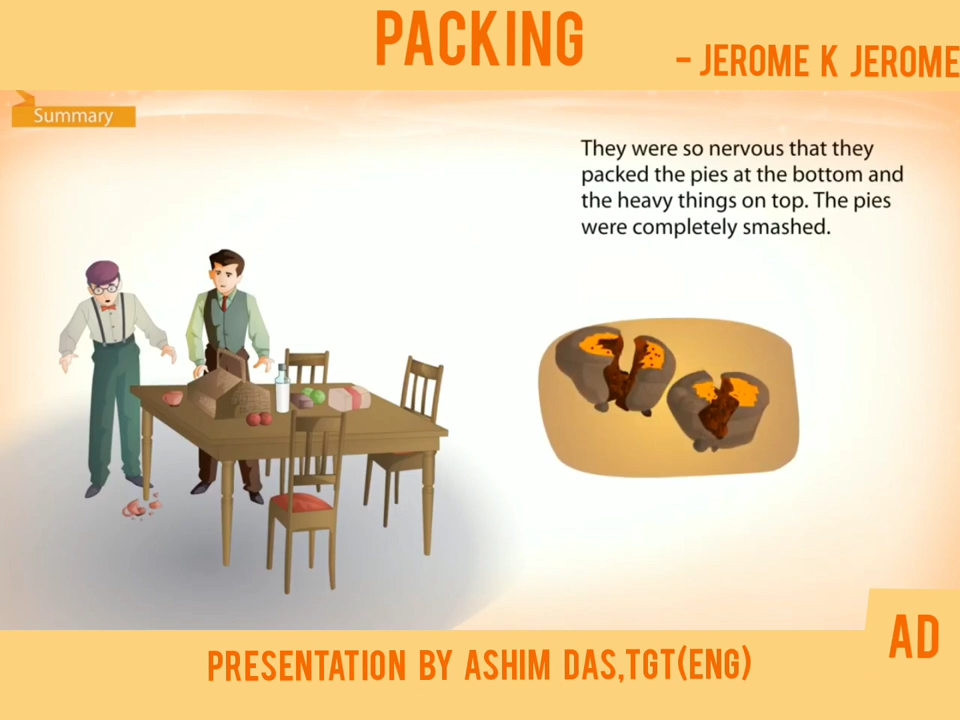 PACKING
- JEROME K JEROME
Summary
They were so nervous that they
packed the pies at the bottom and
the heavy things on top. The pies
were completely smashed.
AD
PRESENTATION BY ASHIM DAS,TGT(ENG)